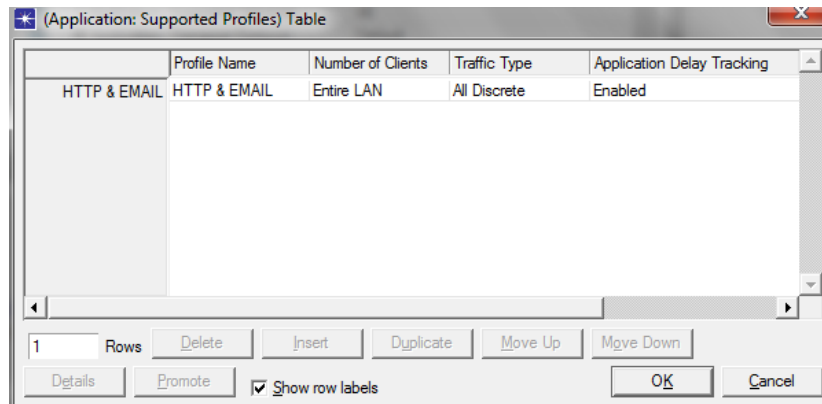 (Application: Supported Profiles) Table
Profile Name Number of Clients Traffic Type Application Delay Tracking
HTTP & EMAIL HTTP & EMAIL Entire LAN All Discrete Enabled
1 Rows Delete Insert Duplicate Move Up Move Down
Details Promote Show row labels OK Cancel